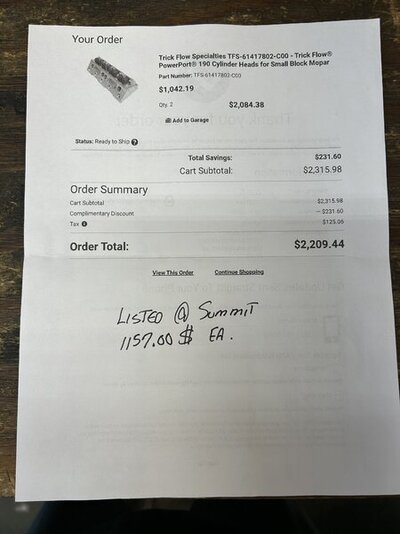 Your Order
Trick Flow Specialties TFS-61417802-C00 - Trick Flow®
PowerPort® 190 Cylinder Heads for Small Block Mopar
Part Number: TFS-61417802-C00
$1,042.19
Qty. 2 $2,084.38
Add to Garage
Status: Ready to Ship ?
Total Savings: $231.60
Cart Subtotal: $2,315.98
Order Summary
Cart Subtotal $2,315.98
Complimentary Discount – $231.60
Tax $125.06
Order Total: $2,209.44
View This Order Continue Shopping
LISTED @ SUMMIT
1157.00 $ EA.